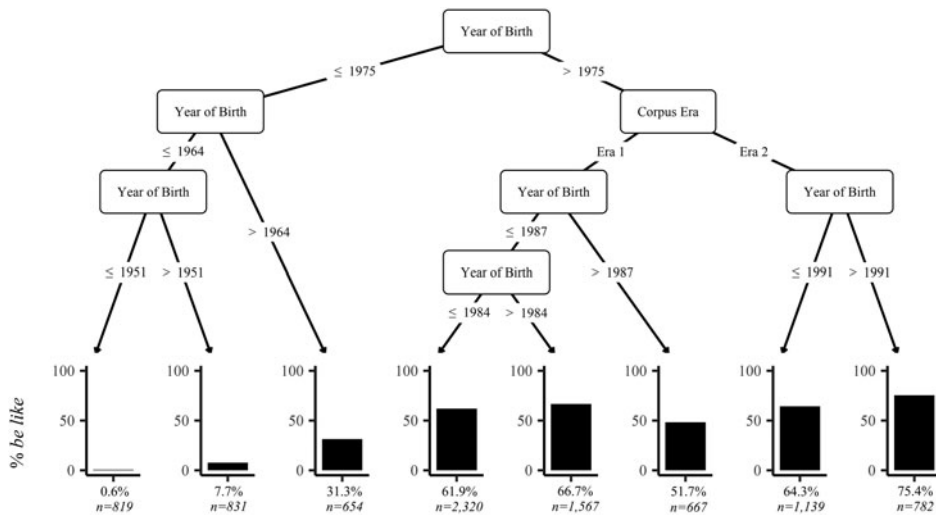 Year of Birth
≤ 1975
> 1975
Year of Birth
Corpus Era
≤ 1964
Era 1
Era 2
Year of Birth
Year of Birth
Year of Birth
> 1964
≤ 1987
≤ 1951
> 1951
Year of Birth
> 1987
≤ 1991
> 1991
≤ 1984
> 1984
% be like
100 100 100 100 100 100 100 100
50 50 50 50 50 50 50 50
0 0 0 0 0 0 0 0
0.6% 7.7% 31.3% 61.9% 66.7% 51.7% 64.3% 75.4%
n=819 n=831 n=654 n=2,320 n=1,567 n=667 n=1,139 n=782